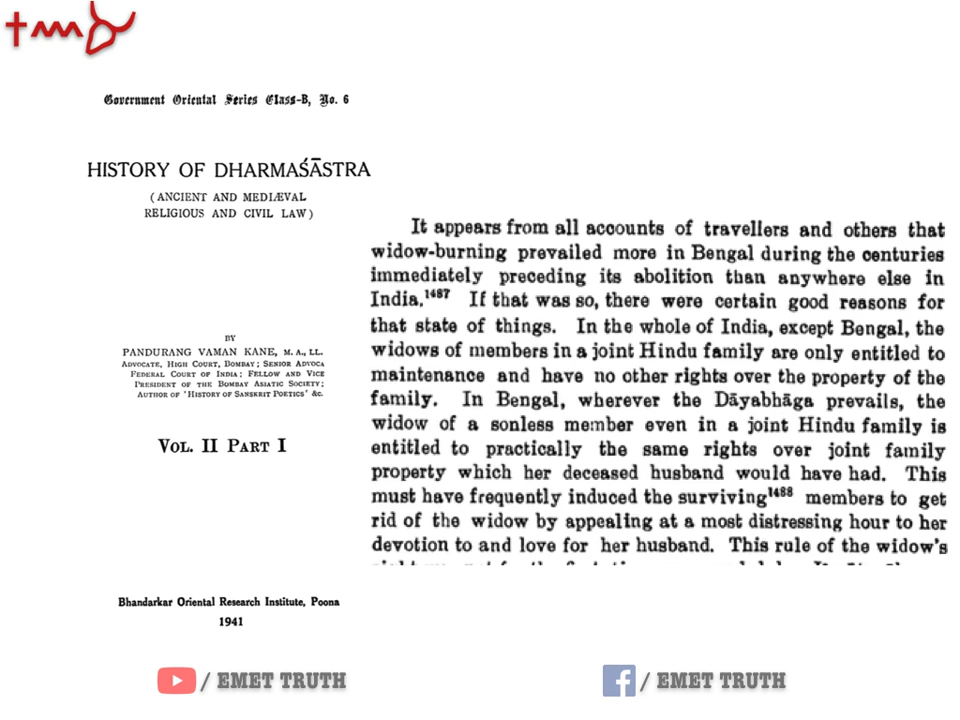 Government Oriental Series Class-B, No. 6
HISTORY OF DHARMAŚĀSTRA
(ANCIENT AND MEDIÆVAL
RELIGIOUS AND CIVIL LAW)
BY
PANDURANG VAMAN KANE, M. A., LL.
ADVOCATE, HIGH COURT, BOMBAY; SENIOR ADVOCA
FEDERAL COURT OF INDIA; FELLOW AND VICE
PRESIDENT OF THE BOMBAY ASIATIC SOCIETY;
AUTHOR OF 'HISTORY OF SANSKRIT POETICS' &c.
VOL. II PART I
Bhandarkar Oriental Research Institute, Poona
1941
It appears from all accounts of travellers and others that
widow-burning prevailed more in Bengal during the centuries
immediately preceding its abolition than anywhere else in
India.1487 If that was so, there were certain good reasons for
that state of things. In the whole of India, except Bengal, the
widows of members in a joint Hindu family are only entitled to
maintenance and have no other rights over the property of the
family. In Bengal, wherever the Dāyabhāga prevails, the
widow of a sonless member even in a joint Hindu family is
entitled to practically the same rights over joint family
property which her deceased husband would have had. This
must have frequently induced the surviving1488 members to get
rid of the widow by appealing at a most distressing hour to her
devotion to and love for her husband. This rule of the widow's
/ EMET TRUTH
/ EMET TRUTH